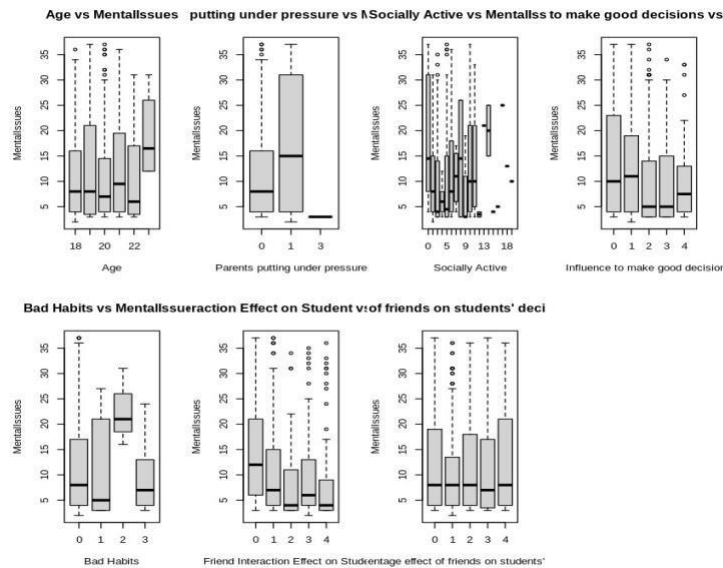 Age vs MentalIssues
putting under pressure vs M
Socially Active vs MentalIss
to make good decisions vs
MentalIssues
5 10 15 20 25 30 35
18 20 22
Age
MentalIssues
5 10 15 20 25 30 35
0 1 3
Parents putting under pressure
MentalIssues
5 10 15 20 25 30 35
0 5 9 13 18
Socially Active
MentalIssues
5 10 15 20 25 30 35
0 1 2 3 4
Influence to make good decision
Bad Habits vs MentalIssue
eraction Effect on Student vs
of friends on students' deci
MentalIssues
5 10 15 20 25 30 35
0 1 2 3
Bad Habits
MentalIssues
5 10 15 20 25 30 35
0 1 2 3 4
Friend Interaction Effect on Stud
MentalIssues
5 10 15 20 25 30 35
0 1 2 3 4
entage effect of friends on students'